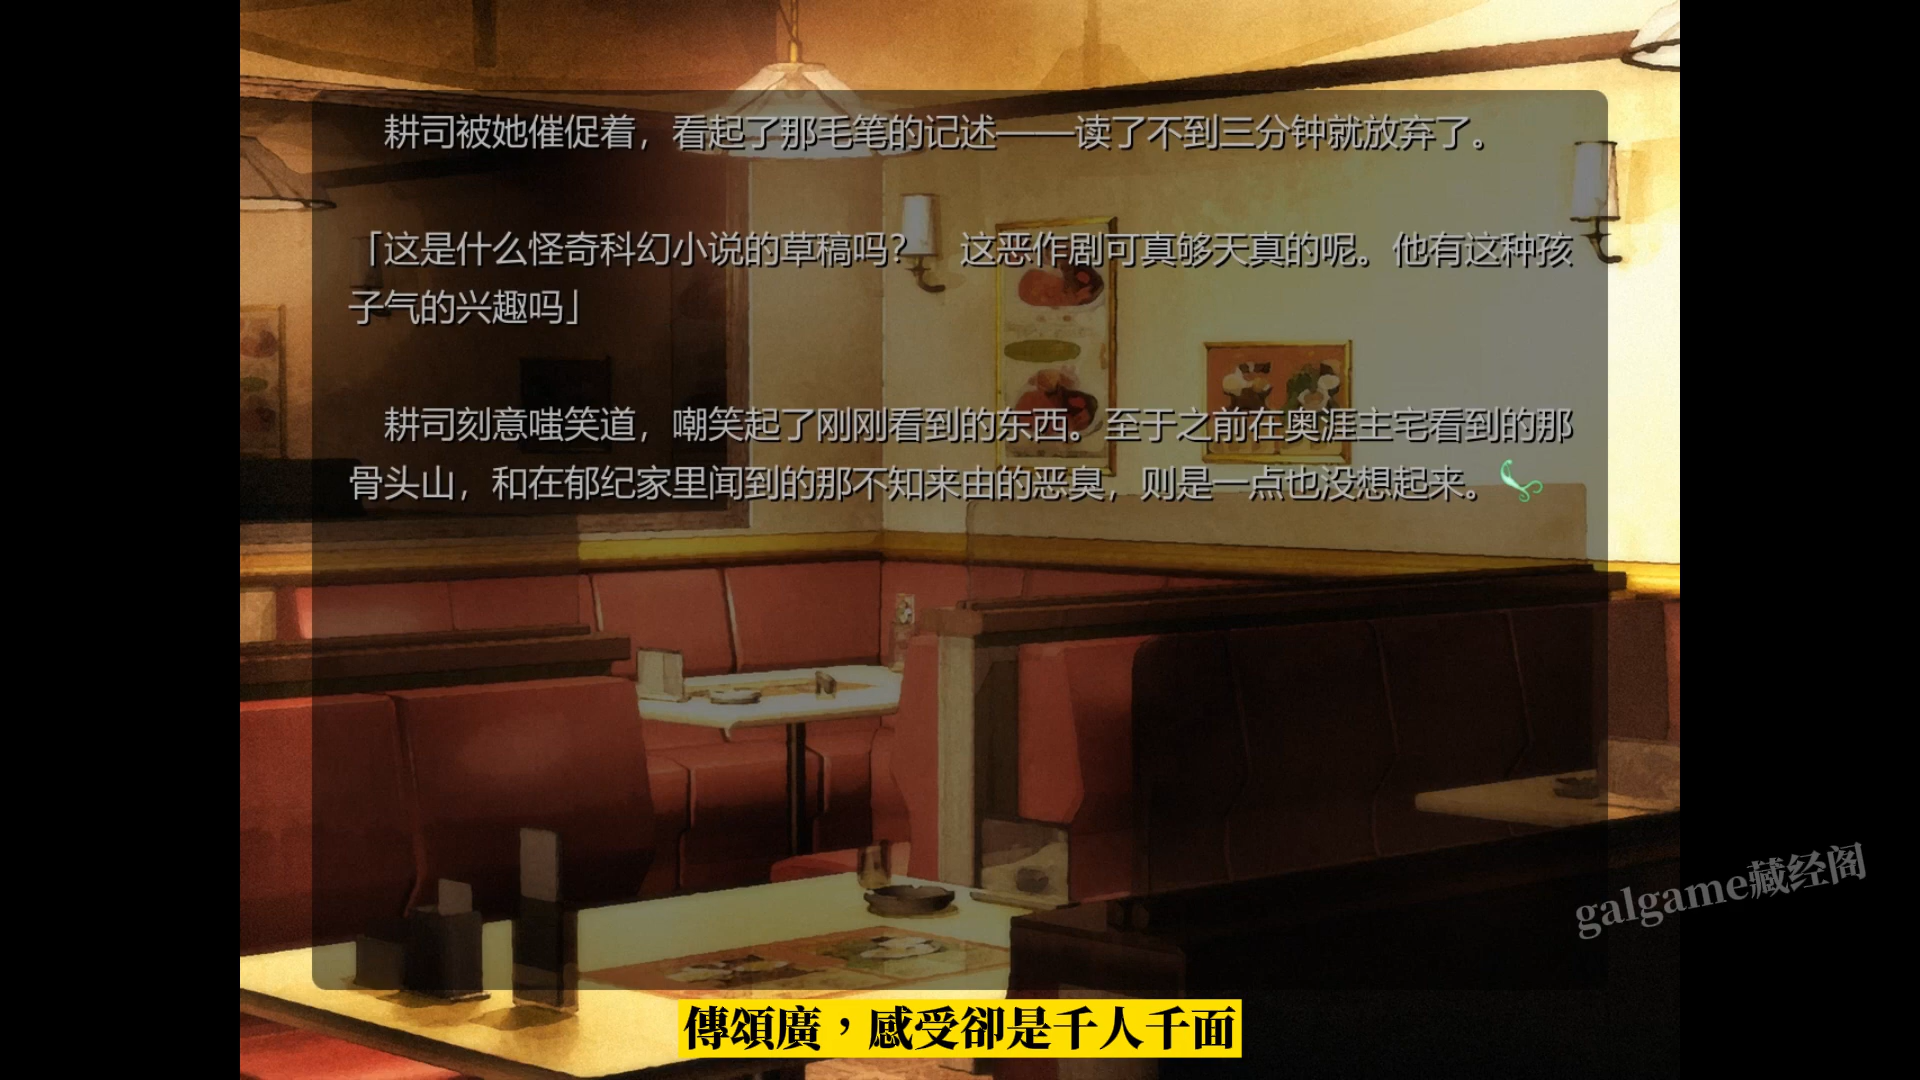 耕司被她催促着，看起了那毛笔的记述——读了不到三分钟就放弃了。
「这是什么怪奇科幻小说的草稿吗？　这恶作剧可真够天真的呢。他有这种孩
子气的兴趣吗」
耕司刻意嗤笑道，嘲笑起了刚刚看到的东西。至于之前在奥涯主宅看到的那
骨头山，和在郁纪家里闻到的那不知来由的恶臭，则是一点也没想起来。
galgame藏经阁
傳頌廣，感受卻是千人千面